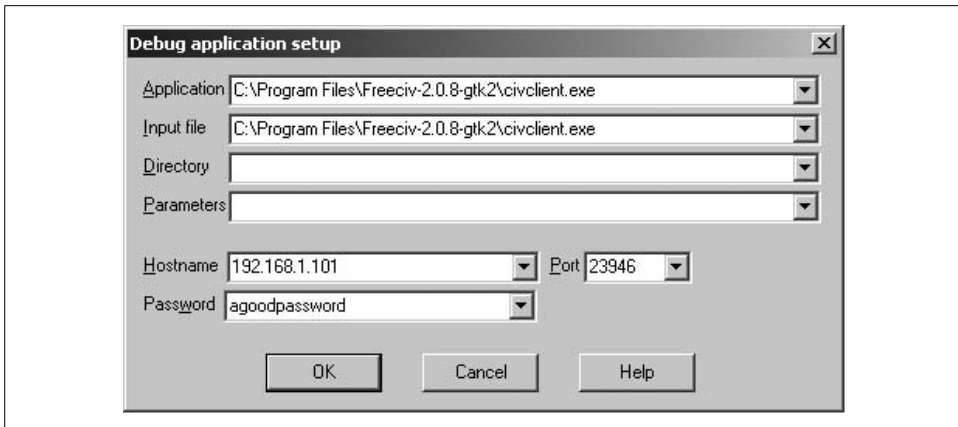 Debug application setup
Application C:\Program Files\Freeciv-2.0.8-gtk2\civclient.exe
Input file C:\Program Files\Freeciv-2.0.8-gtk2\civclient.exe
Directory
Parameters
Hostname 192.168.1.101 Port 23946
Password agoodpassword
OK Cancel Help